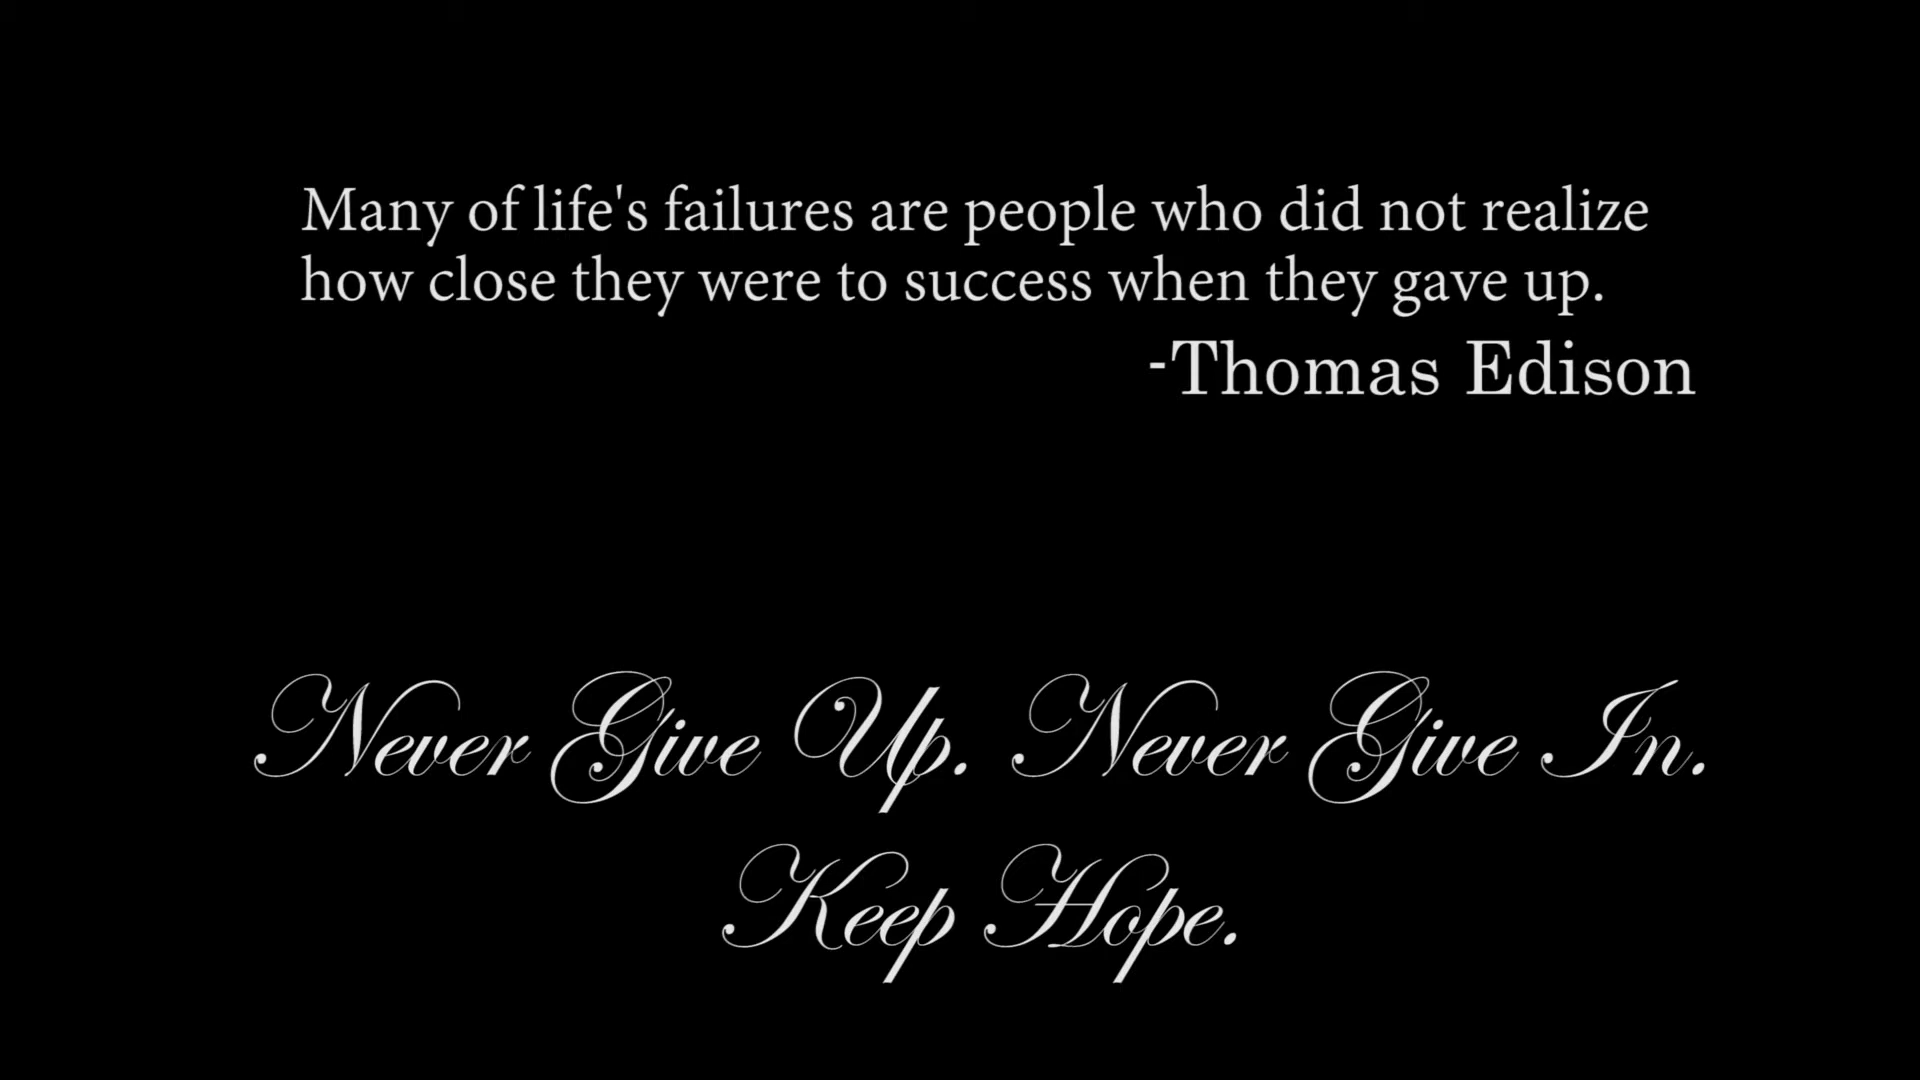 Many of life's failures are people who did not realize
how close they were to success when they gave up.
-Thomas Edison
Never Give Up. Never Give In.
Keep Hope.